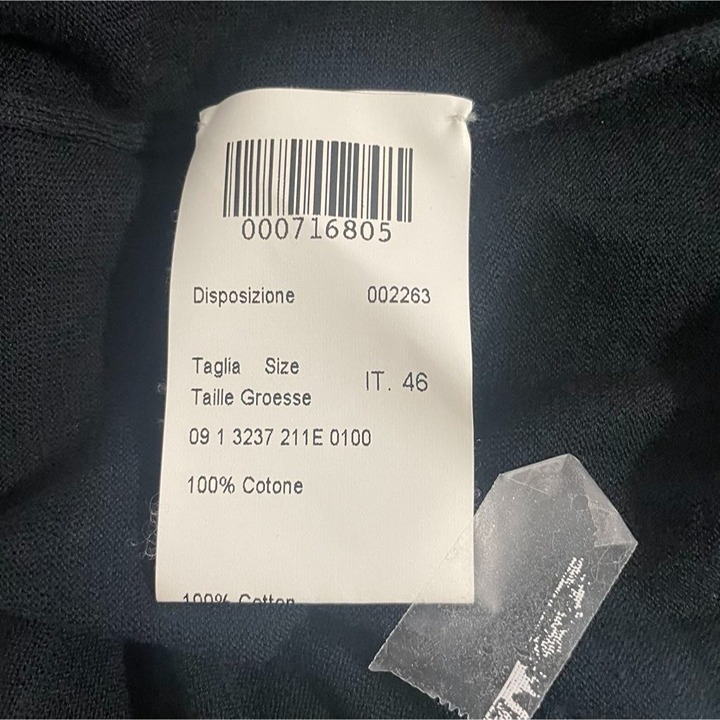 000716805
Disposizione 002263
Taglia Size
Taille Groesse
IT. 46
09 1 3237 211E 0100
100% Cotone
100% Cotton